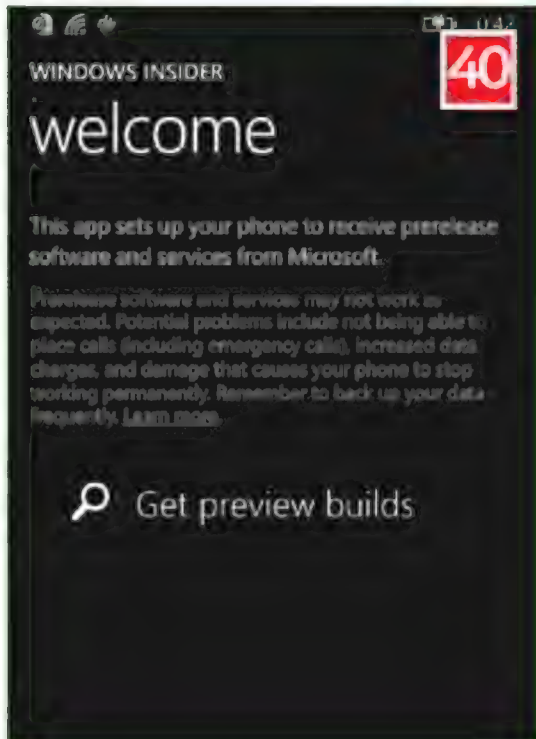 0:42
40
WINDOWS INSIDER
welcome
This app sets up your phone to receive prerelease
software and services from Microsoft.
Prerelease software and services may not work as
expected. Potential problems include not being able to
place calls (including emergency calls), increased data
charges, and damage that causes your phone to stop
working permanently. Remember to back up your data
frequently. Learn more.
Get preview builds